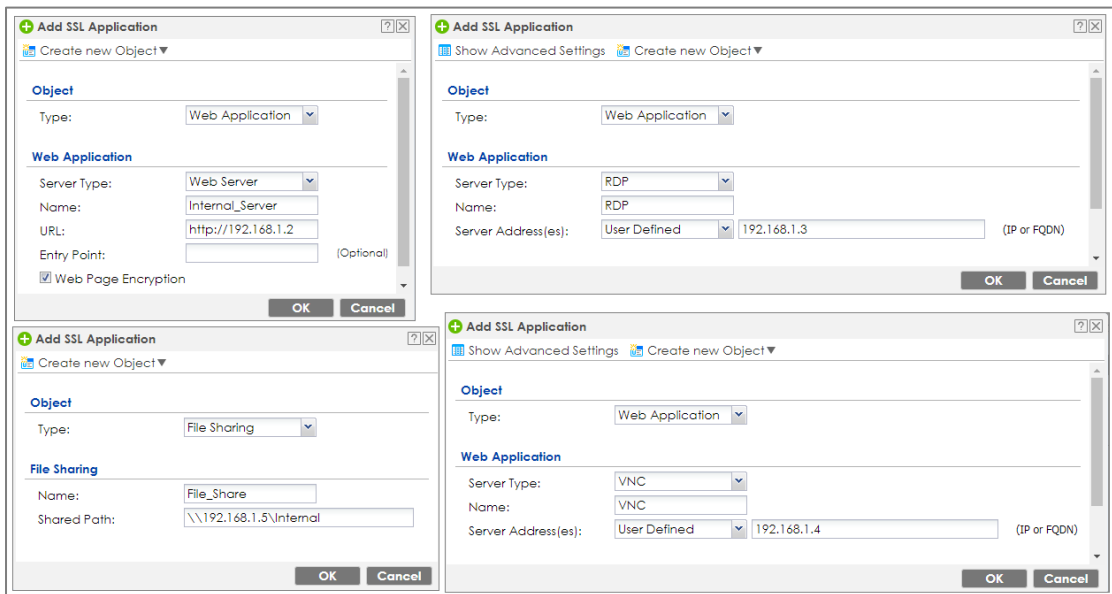 Add SSL Application
Create new Object
Object
Type: Web Application
Web Application
Server Type: Web Server
Name: Internal_Server
URL: http://192.168.1.2
Entry Point: (Optional)
Web Page Encryption
OK Cancel
Add SSL Application
Show Advanced Settings Create new Object
Object
Type: Web Application
Web Application
Server Type: RDP
Name: RDP
Server Address(es): User Defined 192.168.1.3 (IP or FQDN)
OK Cancel
Add SSL Application
Create new Object
Object
Type: File Sharing
File Sharing
Name: File_Share
Shared Path: \\192.168.1.5\Internal
OK Cancel
Add SSL Application
Show Advanced Settings Create new Object
Object
Type: Web Application
Web Application
Server Type: VNC
Name: VNC
Server Address(es): User Defined 192.168.1.4 (IP or FQDN)
OK Cancel